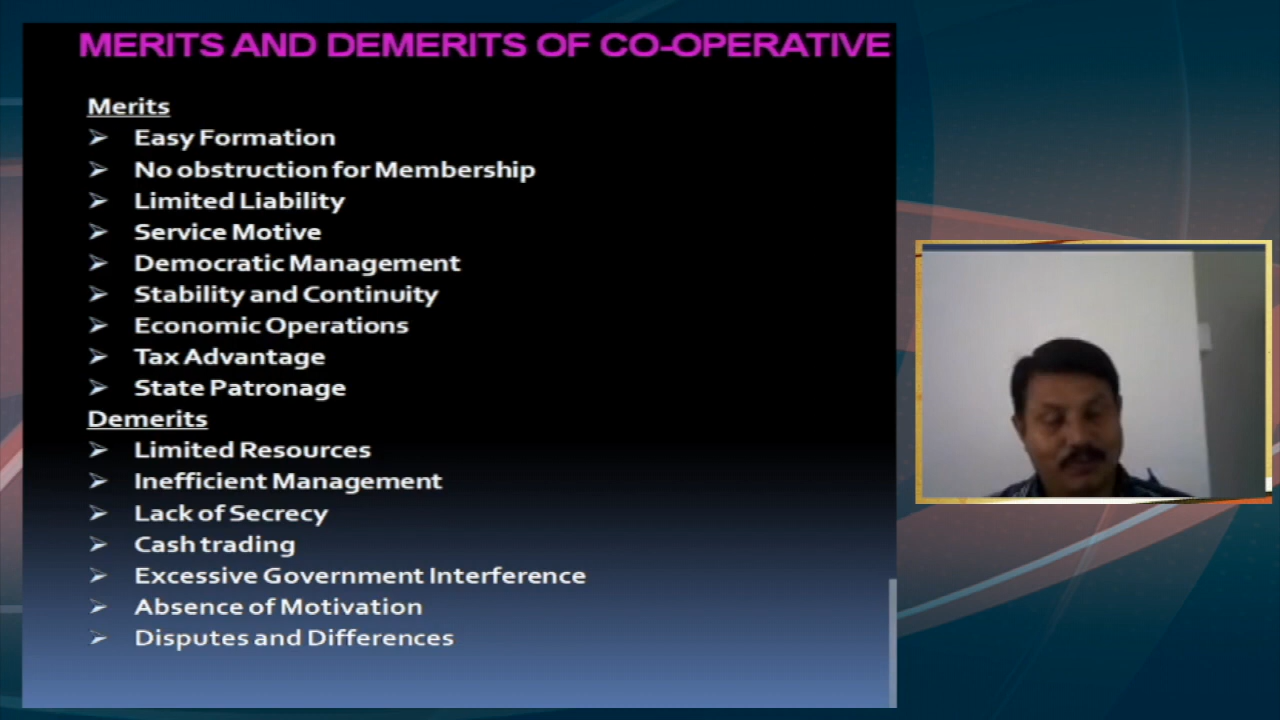 MERITS AND DEMERITS OF CO-OPERATIVE
Merits
Easy Formation
No obstruction for Membership
Limited Liability
Service Motive
Democratic Management
Stability and Continuity
Economic Operations
Tax Advantage
State Patronage
Demerits
Limited Resources
Inefficient Management
Lack of Secrecy
Cash trading
Excessive Government Interference
Absence of Motivation
Disputes and Differences